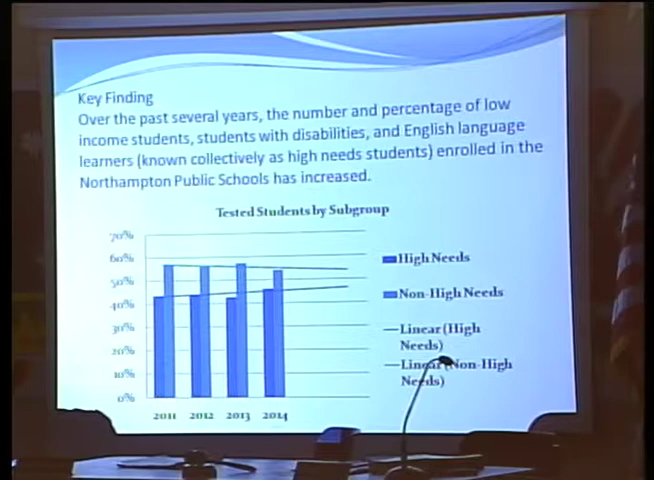 Key Finding
Over the past several years, the number and percentage of low
income students, students with disabilities, and English language
learners (known collectively as high needs students) enrolled in the
Northampton Public Schools has increased.
Tested Students by Subgroup
70%
60%
50%
40%
30%
20%
10%
0%
2011 2012 2013 2014
High Needs
Non-High Needs
Linear (High
Needs)
Linear (Non-High
Needs)